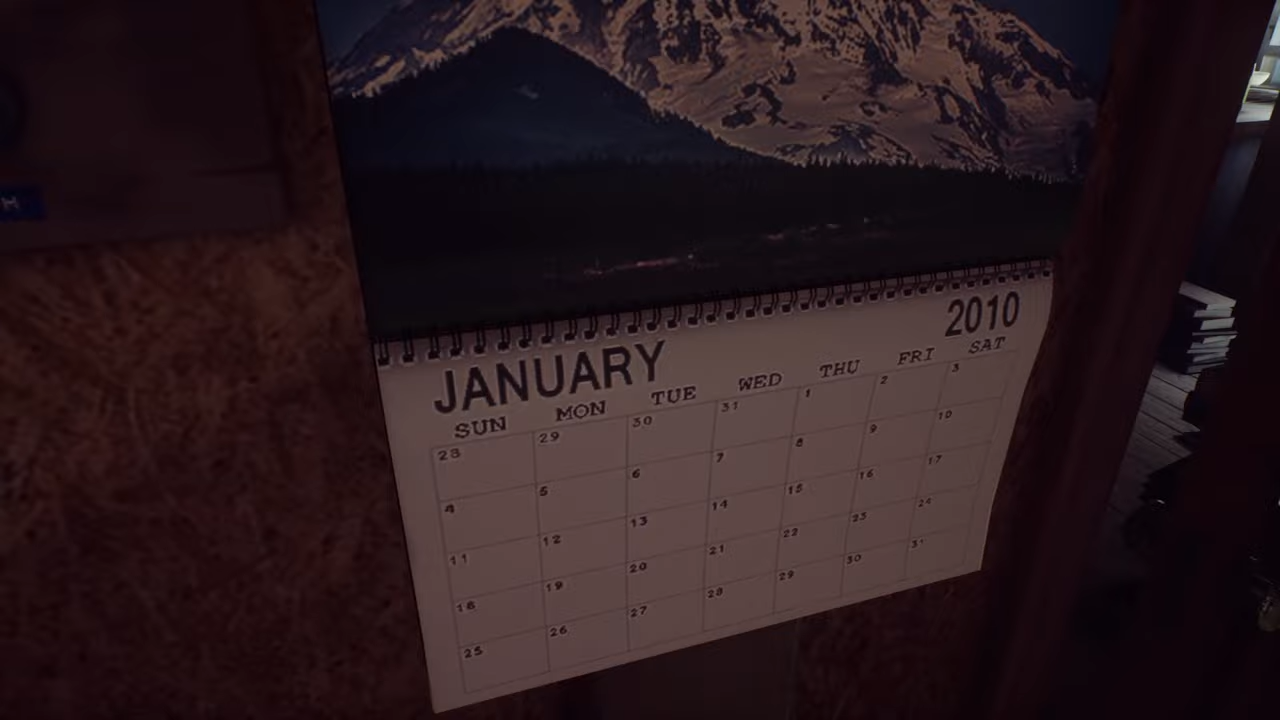 H
2010
JANUARY
SUN MON TUE WED THU FRI SAT
28 29 30 31 1 2 3
4 5 6 7 8 9 10
11 12 13 14 15 16 17
18 19 20 21 22 23 24
25 26 27 28 29 30 31